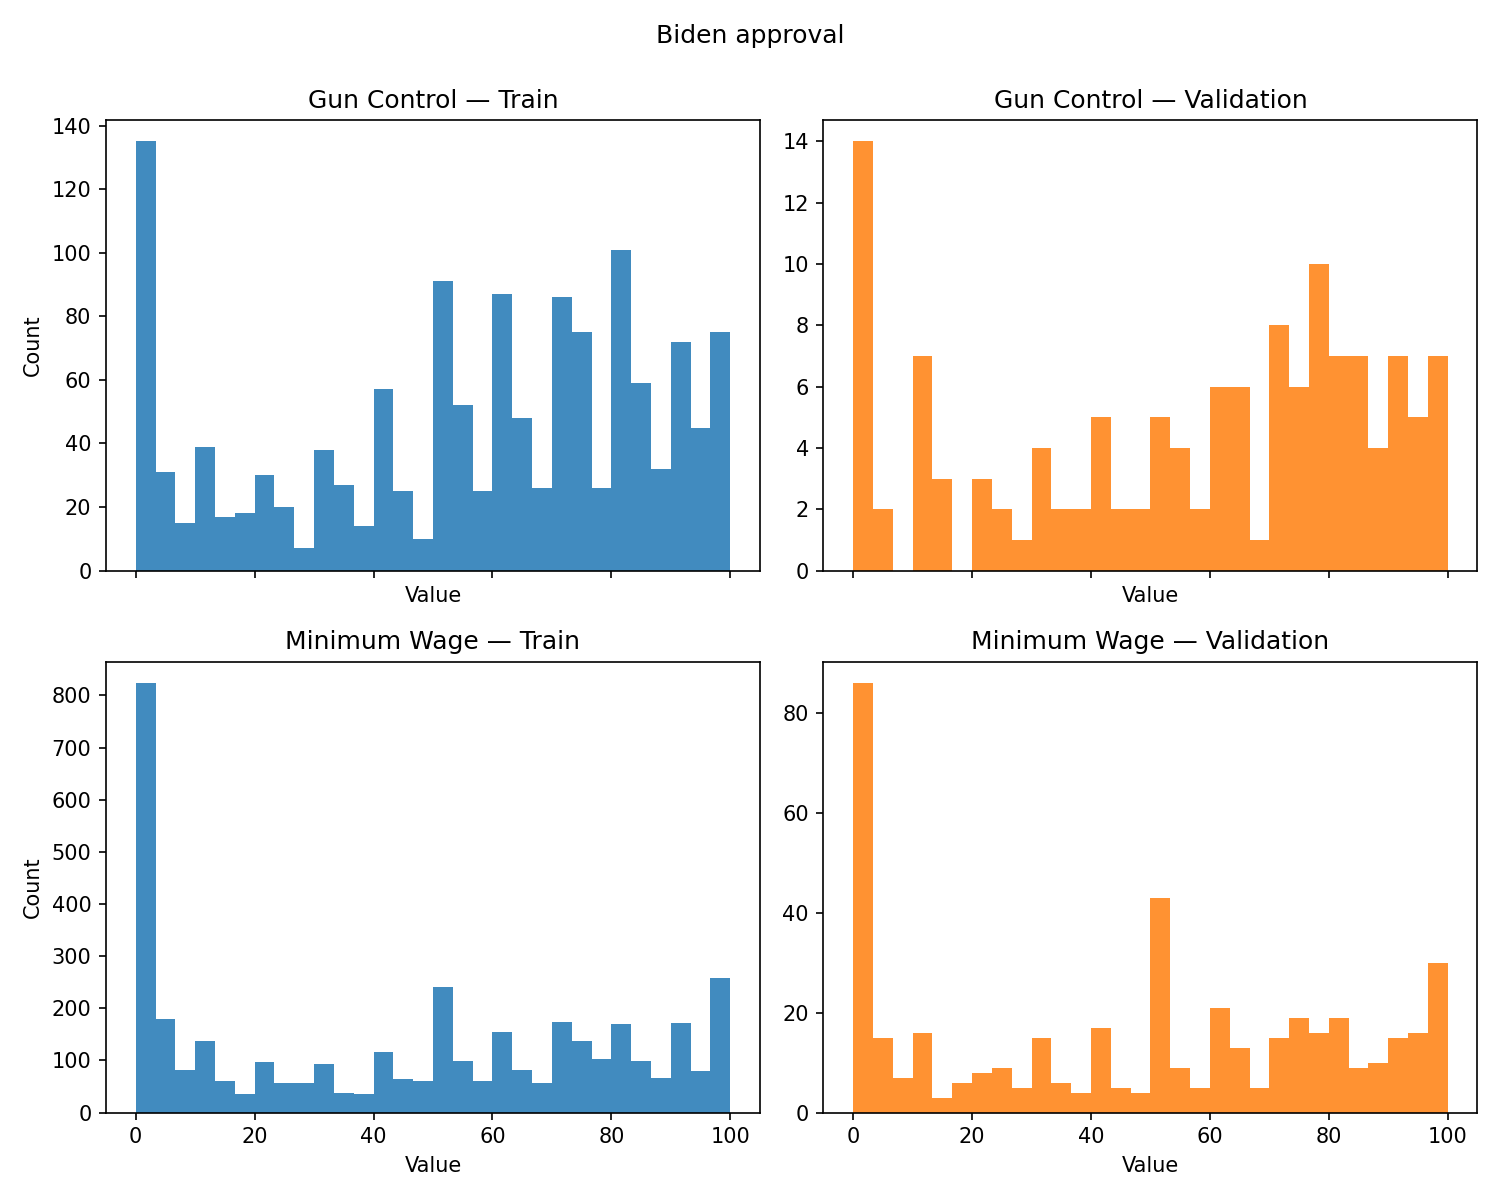 Biden approval
Gun Control — Train
Gun Control — Validation
140
120
100
80
60
40
20
0
Count
Value
14
12
10
8
6
4
2
0
Value
Minimum Wage — Train
Minimum Wage — Validation
800
700
600
500
400
300
200
100
0
Count
0 20 40 60 80 100
Value
80
60
40
20
0
0 20 40 60 80 100
Value